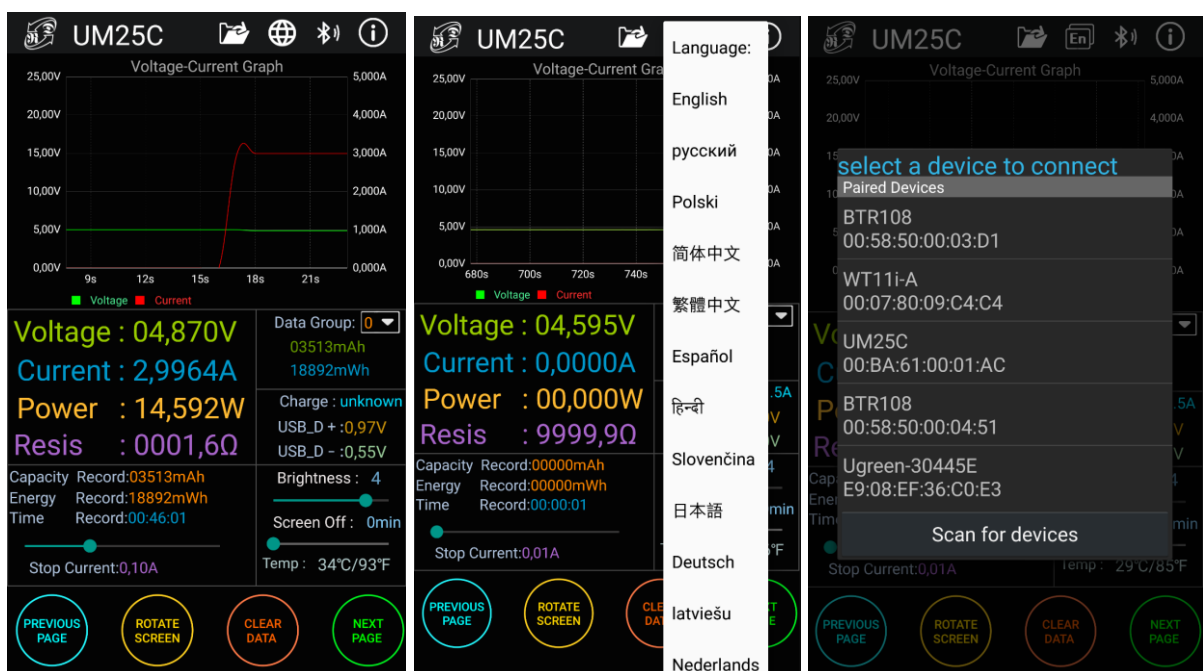 UM25C
Voltage-Current Graph
25,00V 5,000A
20,00V 4,000A
15,00V 3,000A
10,00V 2,000A
5,00V 1,000A
0,00V 0,000A
9s 12s 15s 18s 21s
Voltage Current
Voltage : 04,870V
Current : 2,9964A
Power : 14,592W
Resis : 0001,6Ω
Data Group: 0
03513mAh
18892mWh
Charge : unknown
USB_D + :0,97V
USB_D - :0,55V
Capacity Record:03513mAh
Energy Record:18892mWh
Time Record:00:46:01
Stop Current:0,10A
Brightness : 4
Screen Off : 0min
Temp : 34℃/93℉
PREVIOUS PAGE
ROTATE SCREEN
CLEAR DATA
NEXT PAGE
UM25C
Voltage-Current Gra
25,00V 0A
20,00V 0A
15,00V 0A
10,00V 0A
5,00V 0A
0,00V 0A
680s 700s 720s 740s
Voltage Current
Voltage : 04,595V
Current : 0,0000A
Power : 00,000W
Resis : 9999,9Ω
.5A
0V
V
Capacity Record:00000mAh
Energy Record:00000mWh
Time Record:00:00:01
Stop Current:0,01A
4
min
℉
PREVIOUS PAGE
ROTATE SCREEN
Language:
English
русский
Polski
简体中文
繁體中文
Español
हिन्दी
Slovenčina
日本語
Deutsch
latviešu
Nederlands
UM25C
En
Voltage-Current Graph
25,00V 5,000A
20,00V 4,000A
select a device to connect
Paired Devices
BTR108
00:58:50:00:03:D1
WT11i-A
00:07:80:09:C4:C4
UM25C
00:BA:61:00:01:AC
BTR108
00:58:50:00:04:51
Ugreen-30445E
E9:08:EF:36:C0:E3
Scan for devices
Stop Current:0,01A
Temp : 29℃/85℉
PREVIOUS PAGE
ROTATE SCREEN
CLEAR DATA
NEXT PAGE